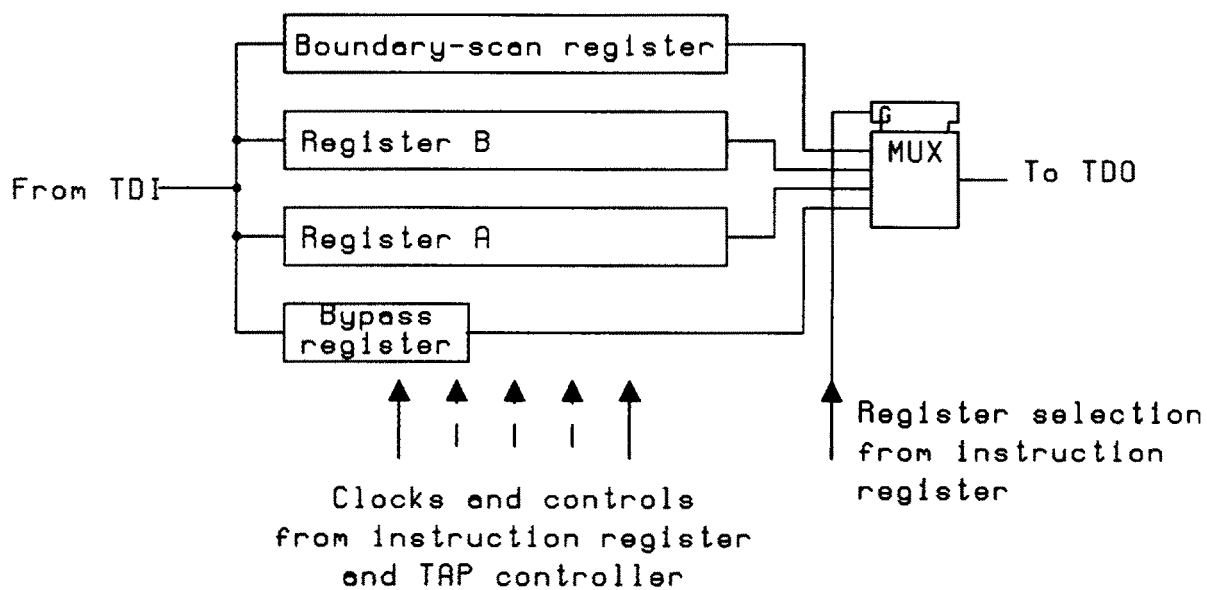 Boundary-scan register
G
Register B
MUX
From TDI
To TDO
Register A
Bypass
register
Register selection
from instruction
register
Clocks and controls
from instruction register
and TAP controller